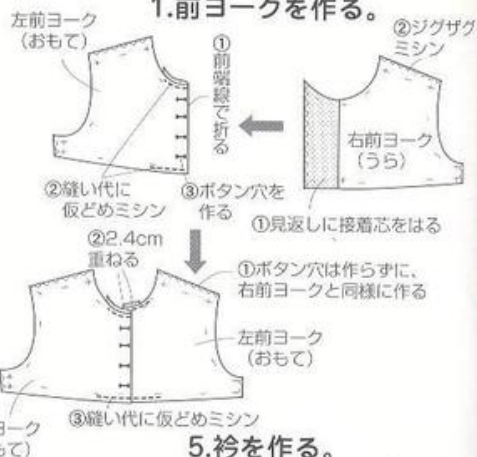 1.前ヨークを作る。
左前ヨーク
（おもて）
①前端線で折る
②ジグザグ
ミシン
右前ヨーク
（うら）
②縫い代に
仮どめミシン
③ボタン穴を
作る
①見返しに接着芯をはる
②2.4cm
重ねる
①ボタン穴は作らずに、
右前ヨークと同様に作る
左前ヨーク
（おもて）
③縫い代に仮どめミシン
ヨーク
もて）
5.衿を作る。